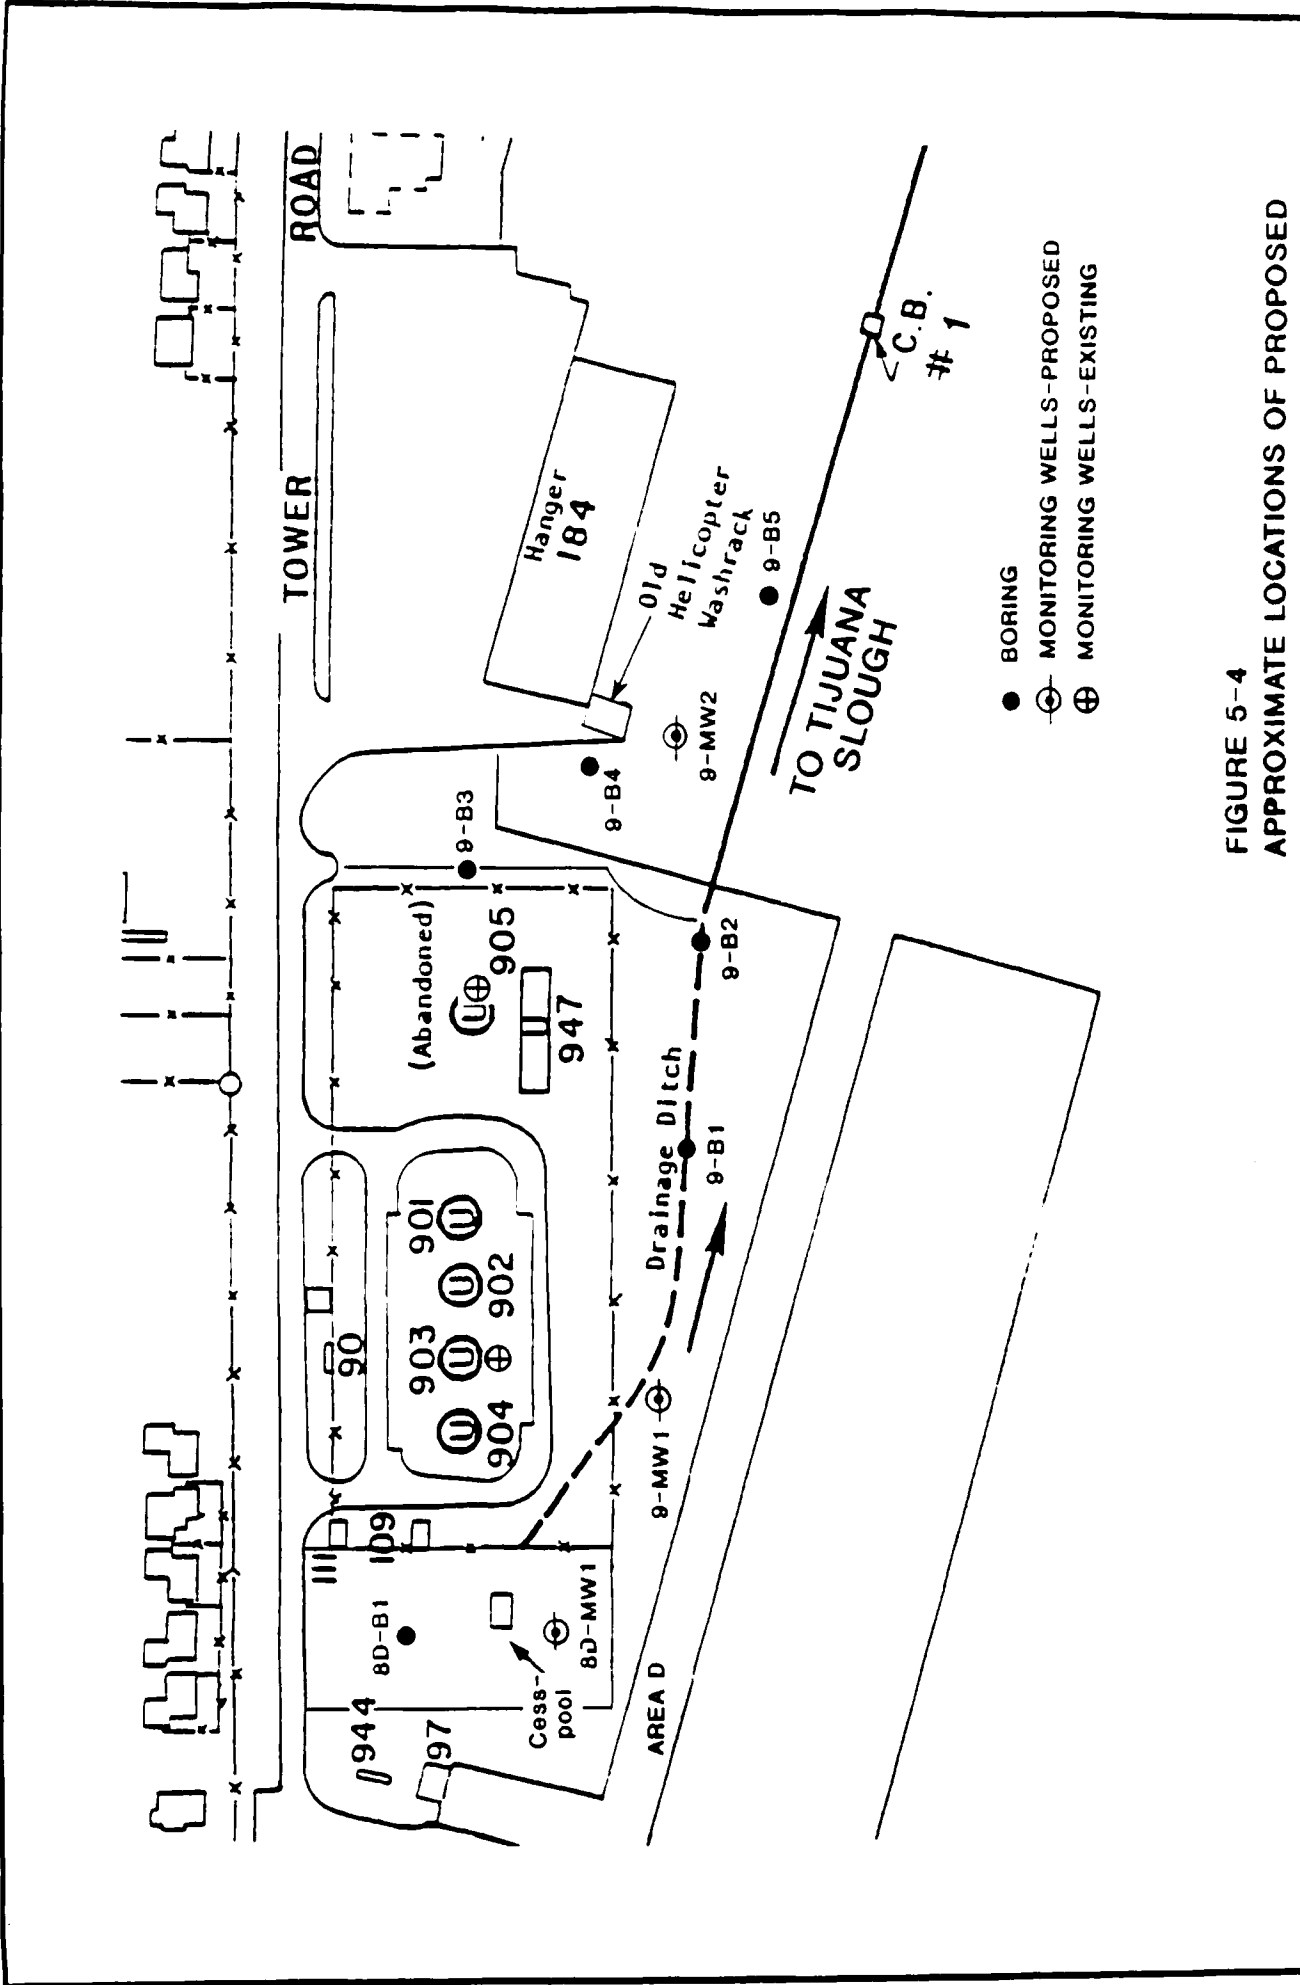 TOWER ROAD
944
97
111
109
90
904
903
902
901
(Abandoned)
905
947
8D-B1
Cess-
pool
8D-MW1
AREA D
9-MW1
Drainage Ditch
9-B1
9-B2
9-B3
9-B4
9-MW2
Hanger
184
Old
Helicopter
Washrack
9-B5
TO TIJUANA
SLOUGH
C.B.
# 1
BORING
MONITORING WELLS-PROPOSED
MONITORING WELLS-EXISTING
FIGURE 5-4
APPROXIMATE LOCATIONS OF PROPOSED